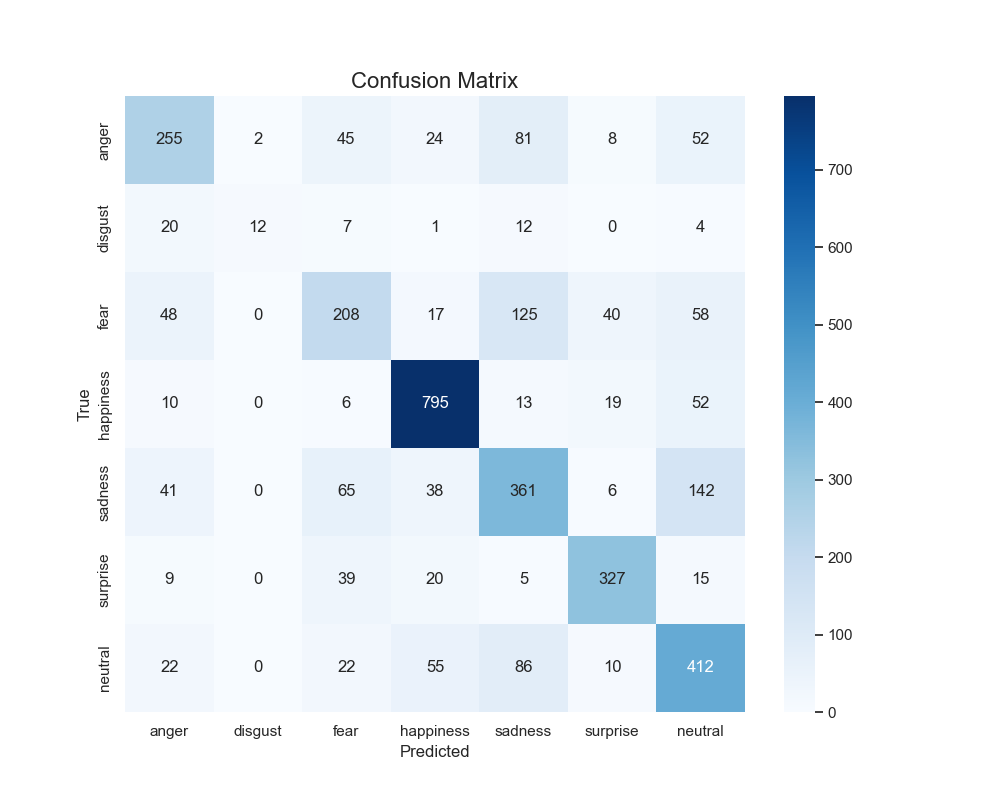 Confusion Matrix
anger 255 2 45 24 81 8 52
disgust 20 12 7 1 12 0 4
fear 48 0 208 17 125 40 58
happiness 10 0 6 795 13 19 52
sadness 41 0 65 38 361 6 142
surprise 9 0 39 20 5 327 15
neutral 22 0 22 55 86 10 412
True
anger disgust fear happiness sadness surprise neutral
Predicted
700
600
500
400
300
200
100
0